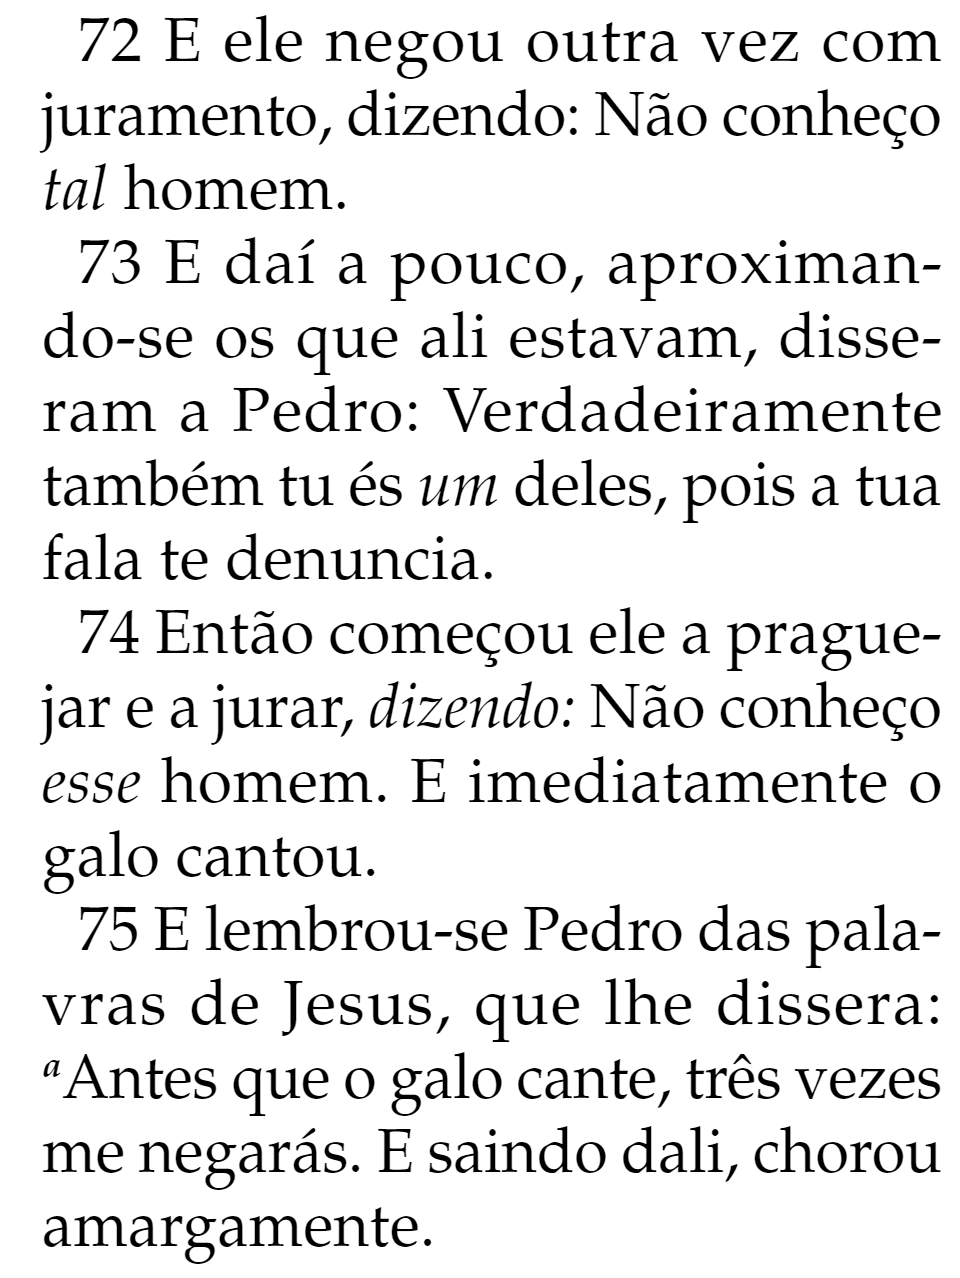 72 E ele negou outra vez com
juramento, dizendo: Não conheço
tal homem.
73 E daí a pouco, aproximan-
do-se os que ali estavam, disse-
ram a Pedro: Verdadeiramente
também tu és um deles, pois a tua
fala te denuncia.
74 Então começou ele a prague-
jar e a jurar, dizendo: Não conheço
esse homem. E imediatamente o
galo cantou.
75 E lembrou-se Pedro das pala-
vras de Jesus, que lhe dissera:
aAntes que o galo cante, três vezes
me negarás. E saindo dali, chorou
amargamente.